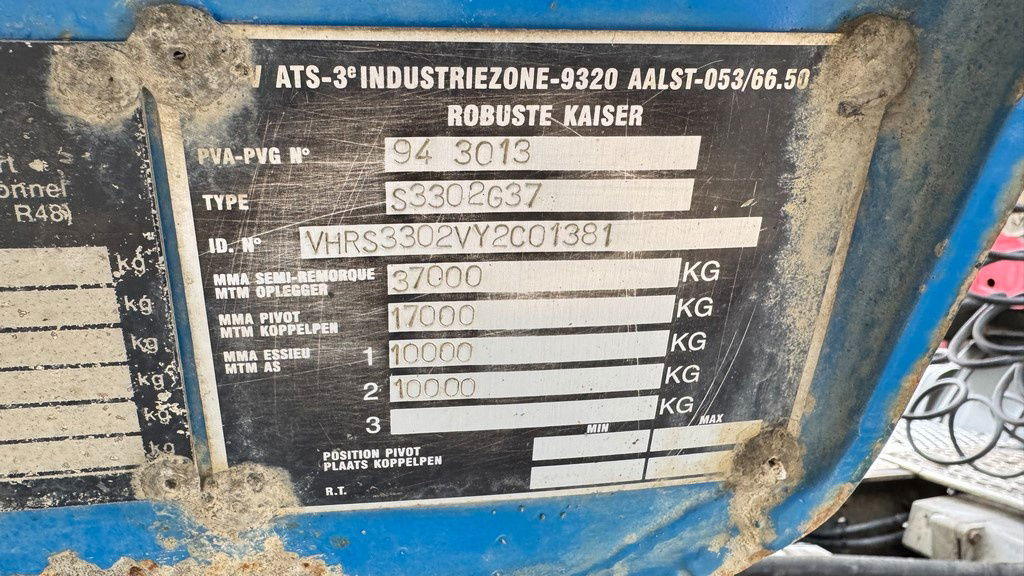 ATS-3e INDUSTRIEZONE-9320 AALST-053/66.50
ROBUSTE KAISER
PVA-PVG N° 94 3013
TYPE S3302G37
ID. N° VHRS3302VY2C01381
MMA SEMI-REMORQUE
MTM OPLEGGER 37000 KG
MMA PIVOT
MTM KOPPELPEN 17000 KG
MMA ESSIEU
MTM AS 1 10000 KG
2 10000 KG
3 KG
MIN MAX
POSITION PIVOT
PLAATS KOPPELPEN
R.T.
R48)
kg
kg
kg
kg
kg
kg